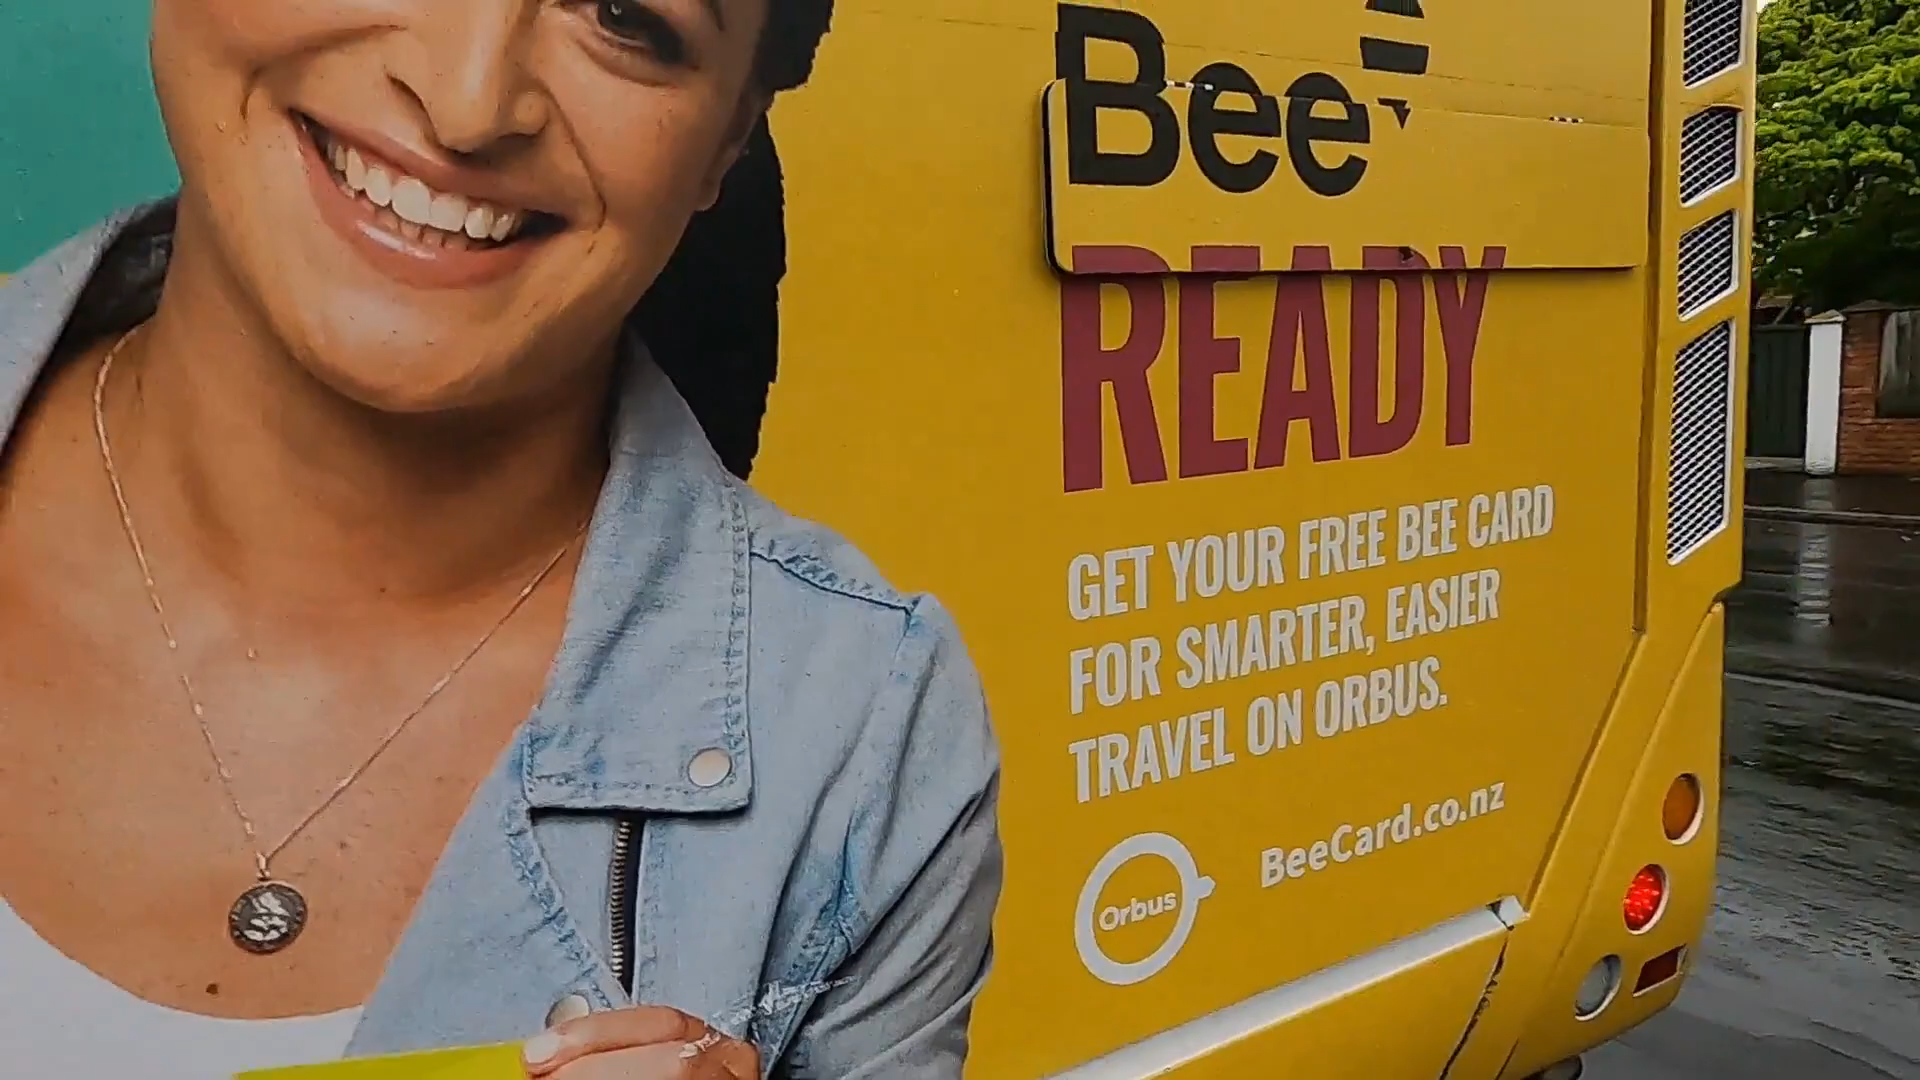 Bee
READY
GET YOUR FREE BEE CARD
FOR SMARTER, EASIER
TRAVEL ON ORBUS.
BeeCard.co.nz
Orbus